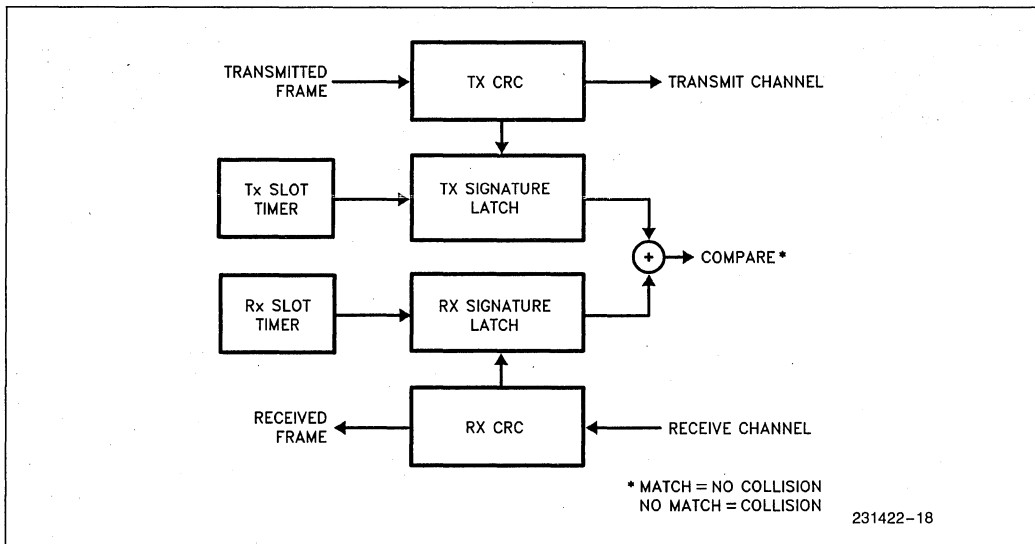 TRANSMITTED
FRAME
TX CRC
TRANSMIT CHANNEL
Tx SLOT
TIMER
TX SIGNATURE
LATCH
+
COMPARE*
Rx SLOT
TIMER
RX SIGNATURE
LATCH
RECEIVED
FRAME
RX CRC
RECEIVE CHANNEL
* MATCH = NO COLLISION
NO MATCH = COLLISION
231422–18